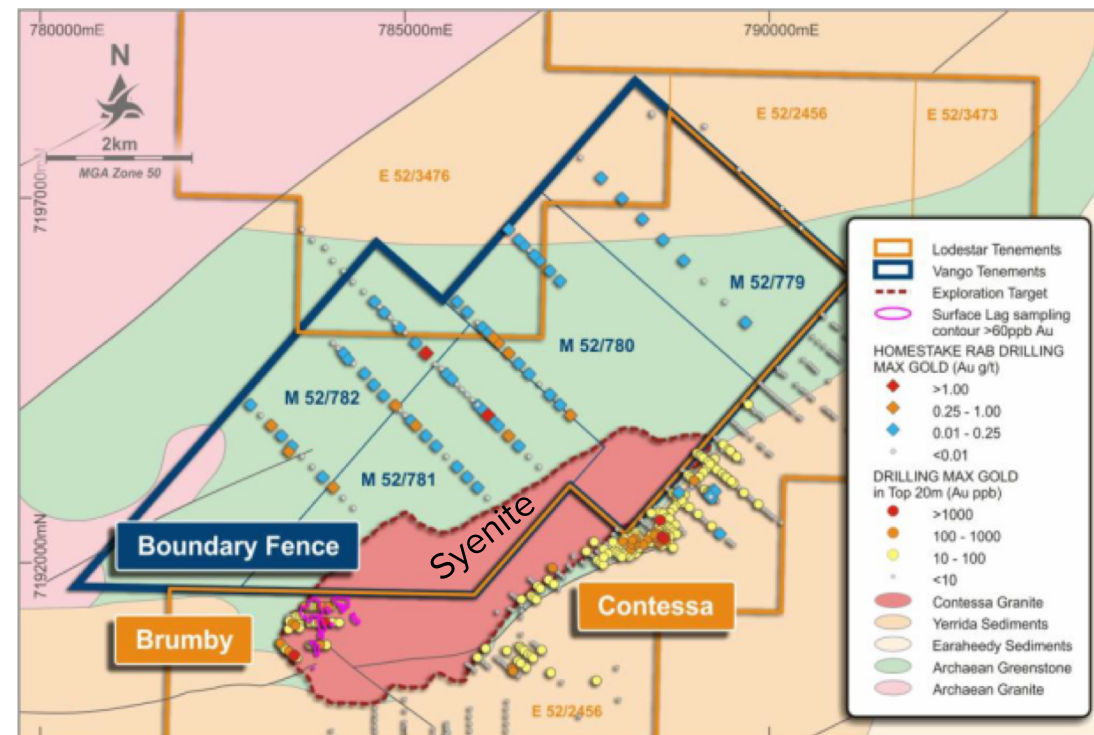 780000mE
785000mE
790000mE
N
2km
MGA Zone 50
7197000mN
7192000mN
E 52/3476
E 52/2456
E 52/3473
M 52/779
M 52/780
M 52/782
M 52/781
Syenite
Boundary Fence
Brumby
Contessa
E 52/2456
Lodestar Tenements
Vango Tenements
Exploration Target
Surface Lag sampling
contour >60ppb Au
HOMESTAKE RAB DRILLING
MAX GOLD (Au g/t)
>1.00
0.25 - 1.00
0.01 - 0.25
<0.01
DRILLING MAX GOLD
in Top 20m (Au ppb)
>1000
100 - 1000
10 - 100
<10
Contessa Granite
Yerrida Sediments
Earaheedy Sediments
Archaean Greenstone
Archaean Granite